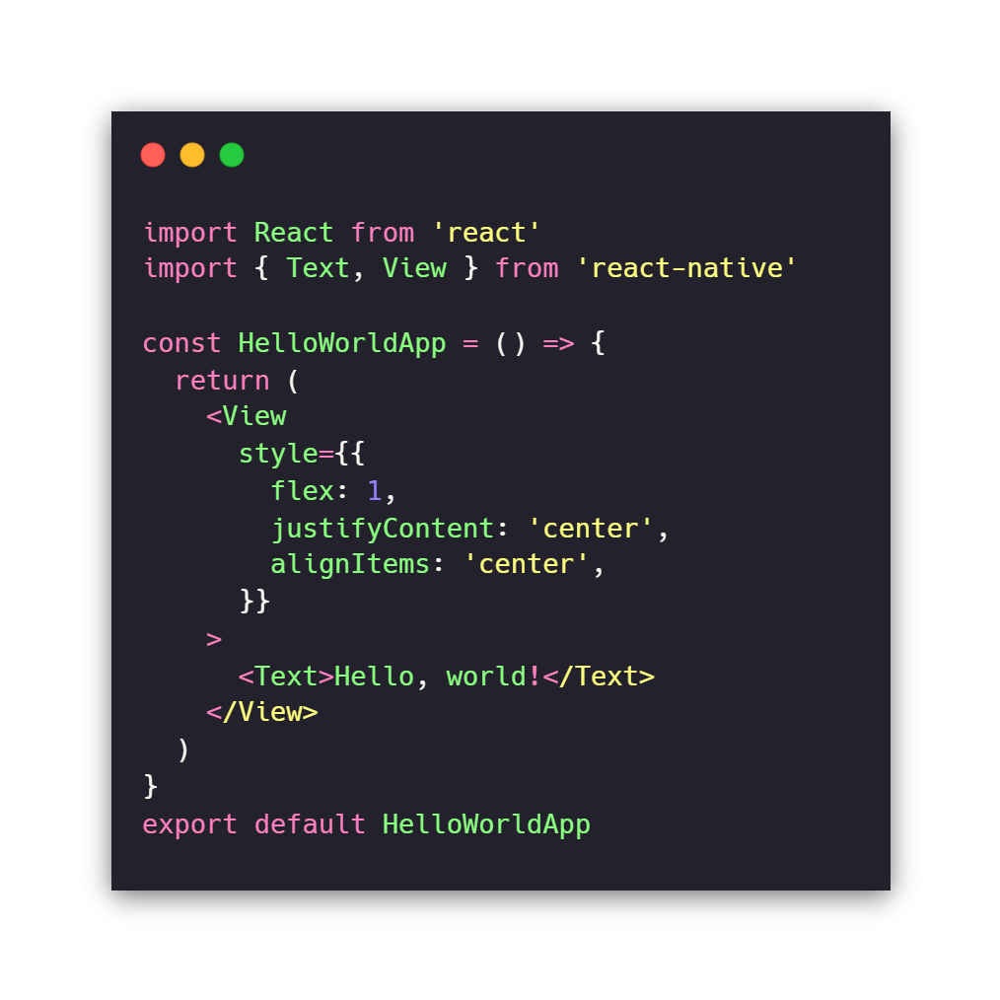 import React from 'react'
import { Text, View } from 'react-native'

const HelloWorldApp = () => {
  return (
    <View
      style={{
        flex: 1,
        justifyContent: 'center',
        alignItems: 'center',
      }}
    >
      <Text>Hello, world!</Text>
    </View>
  )
}
export default HelloWorldApp